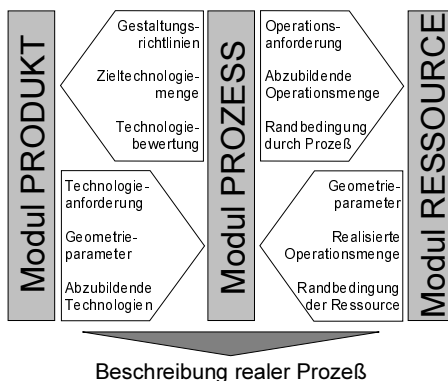 Modul PRODUKT
Gestaltungs-
richtlinien
Zieltechnologie-
menge
Technologie-
bewertung
Technologie-
anforderung
Geometrie-
parameter
Abzubildende
Technologien
Modul PROZESS
Operations-
anforderung
Abzubildende
Operationsmenge
Randbedingung
durch Prozeß
Geometrie-
parameter
Realisierte
Operationsmenge
Randbedingung
der Ressource
Modul RESSOURCE
Beschreibung realer Prozeß